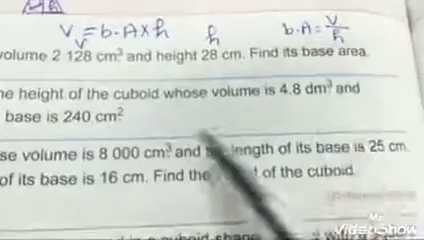 V = b.A x h h b.A = V/h
volume 2 128 cm³ and height 28 cm. Find its base area.
he height of the cuboid whose volume is 4.8 dm³ and
base is 240 cm²
se volume is 8 000 cm³ and length of its base is 25 cm.
of its base is 16 cm. Find the of the cuboid.
VideoShow